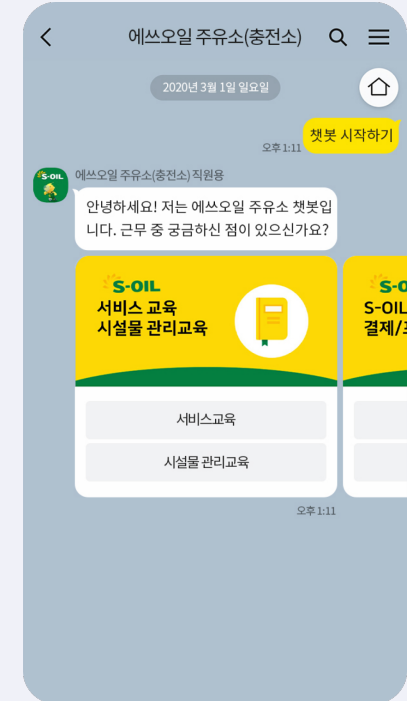 에쓰오일 주유소(충전소)
2020년 3월 1일 일요일
챗봇 시작하기
오후 1:11
S-OIL
에쓰오일 주유소(충전소) 직원용
안녕하세요! 저는 에쓰오일 주유소 챗봇입
니다. 근무 중 궁금하신 점이 있으신가요?
S-OIL
서비스 교육
시설물 관리교육
서비스교육
시설물 관리교육
S-O
S-OIL
결제/
오후 1:11